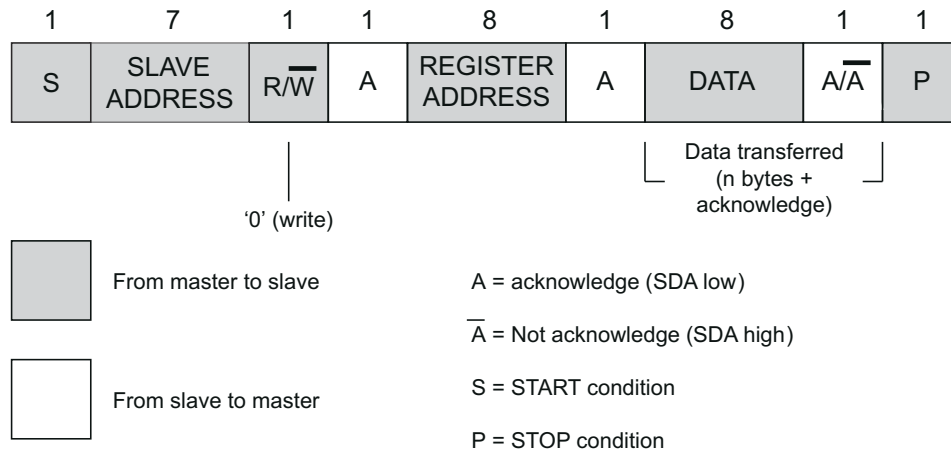 1 7 1 1 8 1 8 1 1
S SLAVE ADDRESS R/W̅ A REGISTER ADDRESS A DATA A/A̅ P
Data transferred
(n bytes +
acknowledge)
‘0’ (write)
From master to slave
A = acknowledge (SDA low)
A̅ = Not acknowledge (SDA high)
From slave to master
S = START condition
P = STOP condition